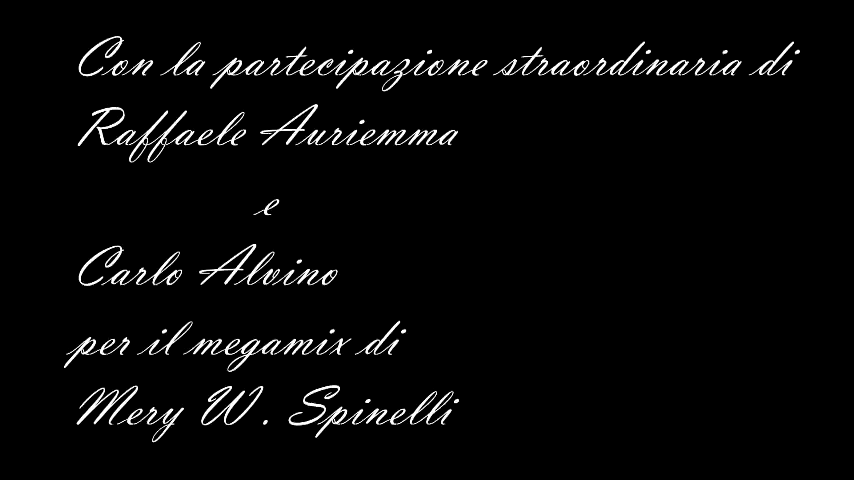 Con la partecipazione straordinaria di
Raffaele Auriemma
e
Carlo Alvino
per il megamix di
Mery W. Spinelli